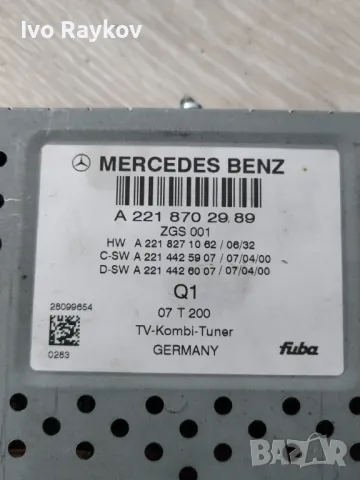 Ivo Raykov
MERCEDES BENZ
A 221 870 29 89
ZGS 001
HW A 221 827 10 62 / 06/32
C-SW A 221 442 59 07 / 07/04/00
D-SW A 221 442 60 07 / 07/04/00
Q1
28099654
07 T 200
TV-Kombi-Tuner
0283
GERMANY
fuba
BAZAR